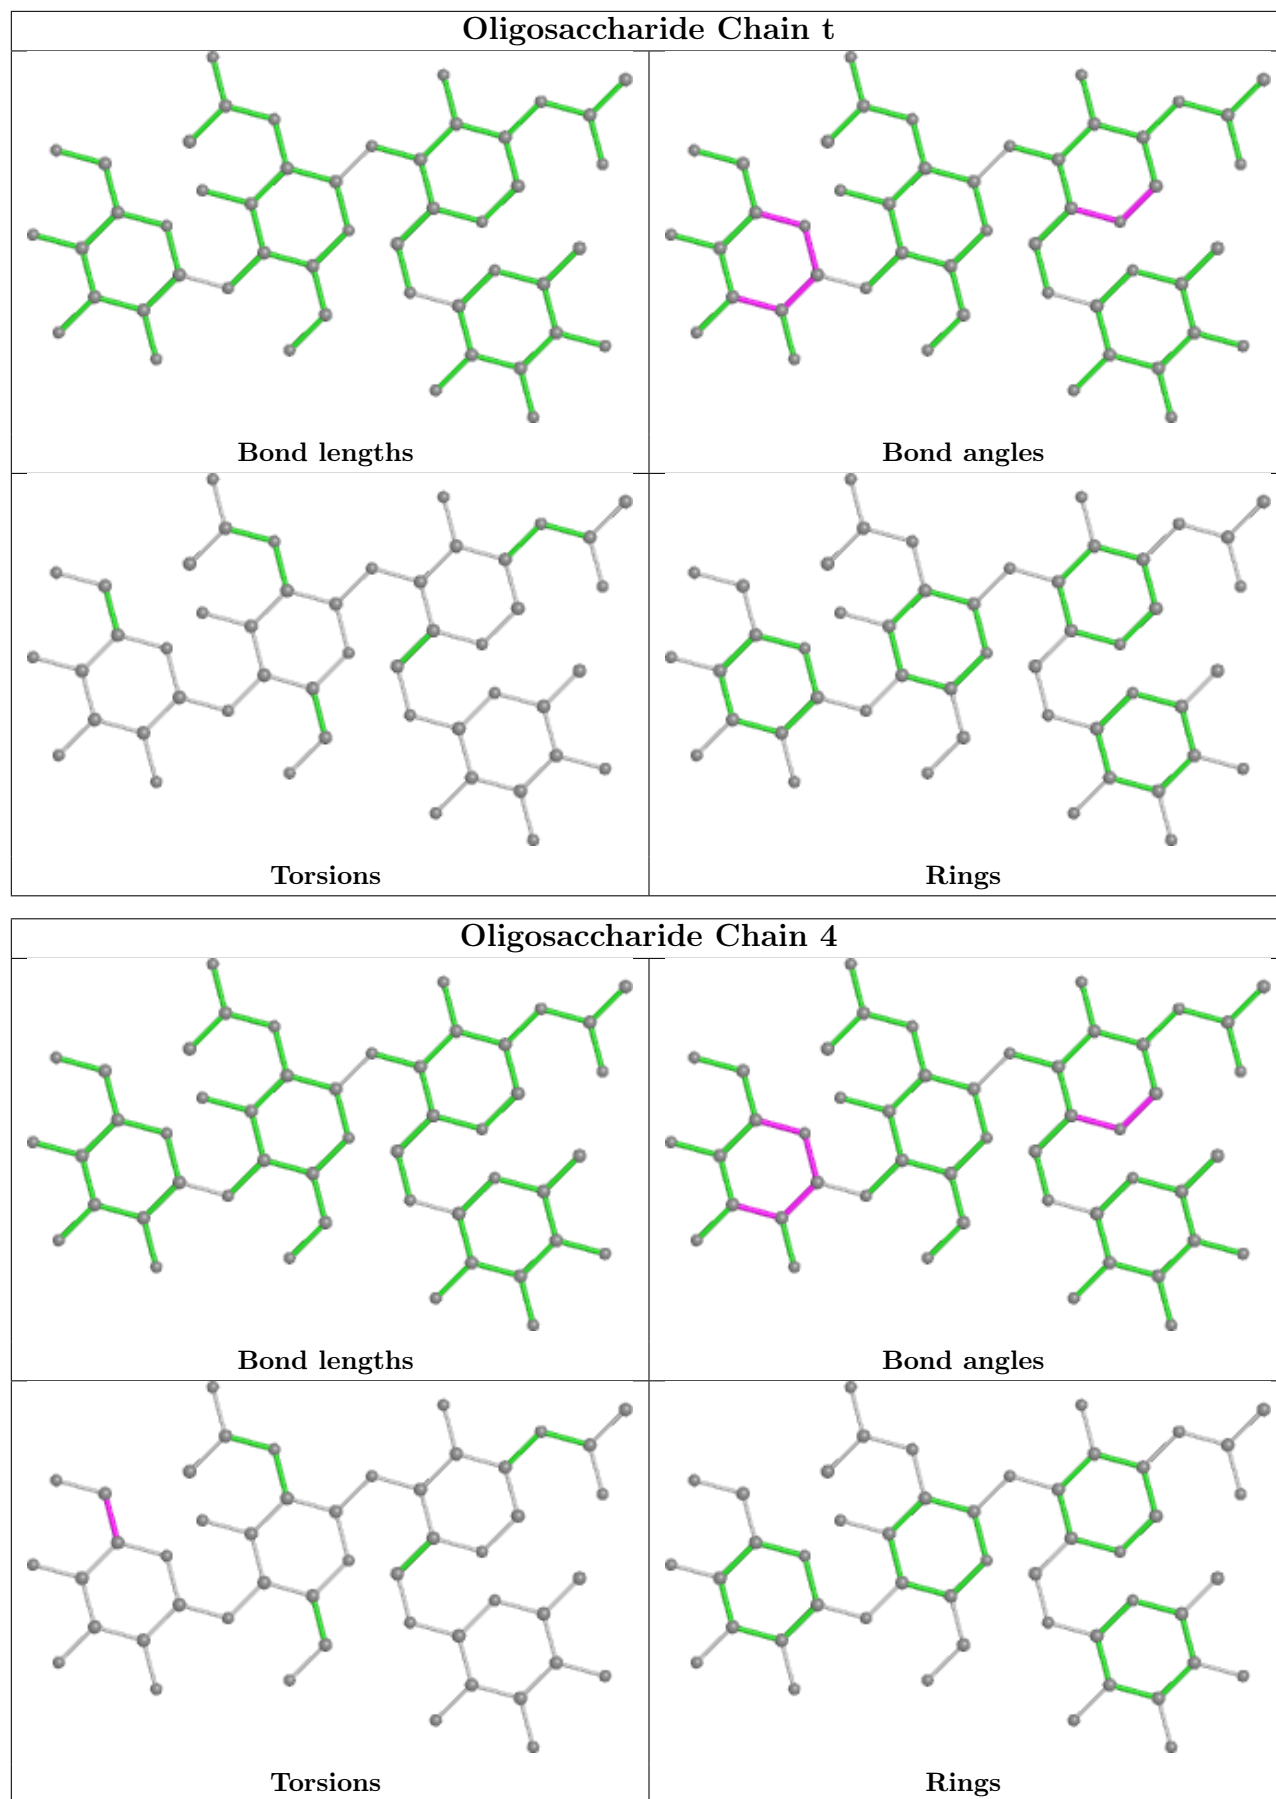 Oligosaccharide Chain t
Bond lengths
Bond angles
Torsions
Rings
Oligosaccharide Chain 4
Bond lengths
Bond angles
Torsions
Rings